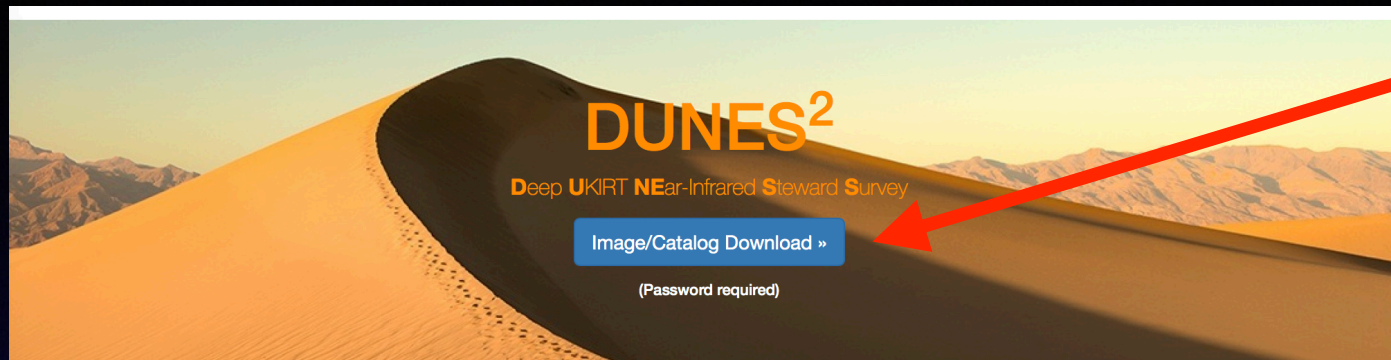 DUNES²
Deep UKIRT NEar-Infrared Steward Survey
Image/Catalog Download »
(Password required)